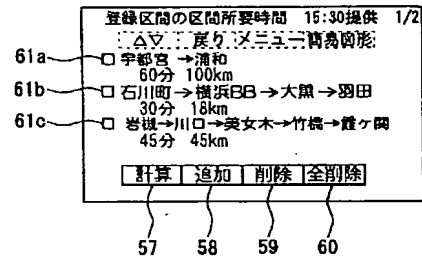 登録区間の区間所要時間 15:30提供 1/2
△▽ 戻り メニュー 簡易図形
61a □ 宇都宮→浦和
60分 100km
61b □ 石川町→横浜BB→大黒→羽田
30分 18km
61c □ 岩槻→川口→美女木→竹橋→霞ヶ関
45分 45km
計算 追加 削除 全削除
57 58 59 60